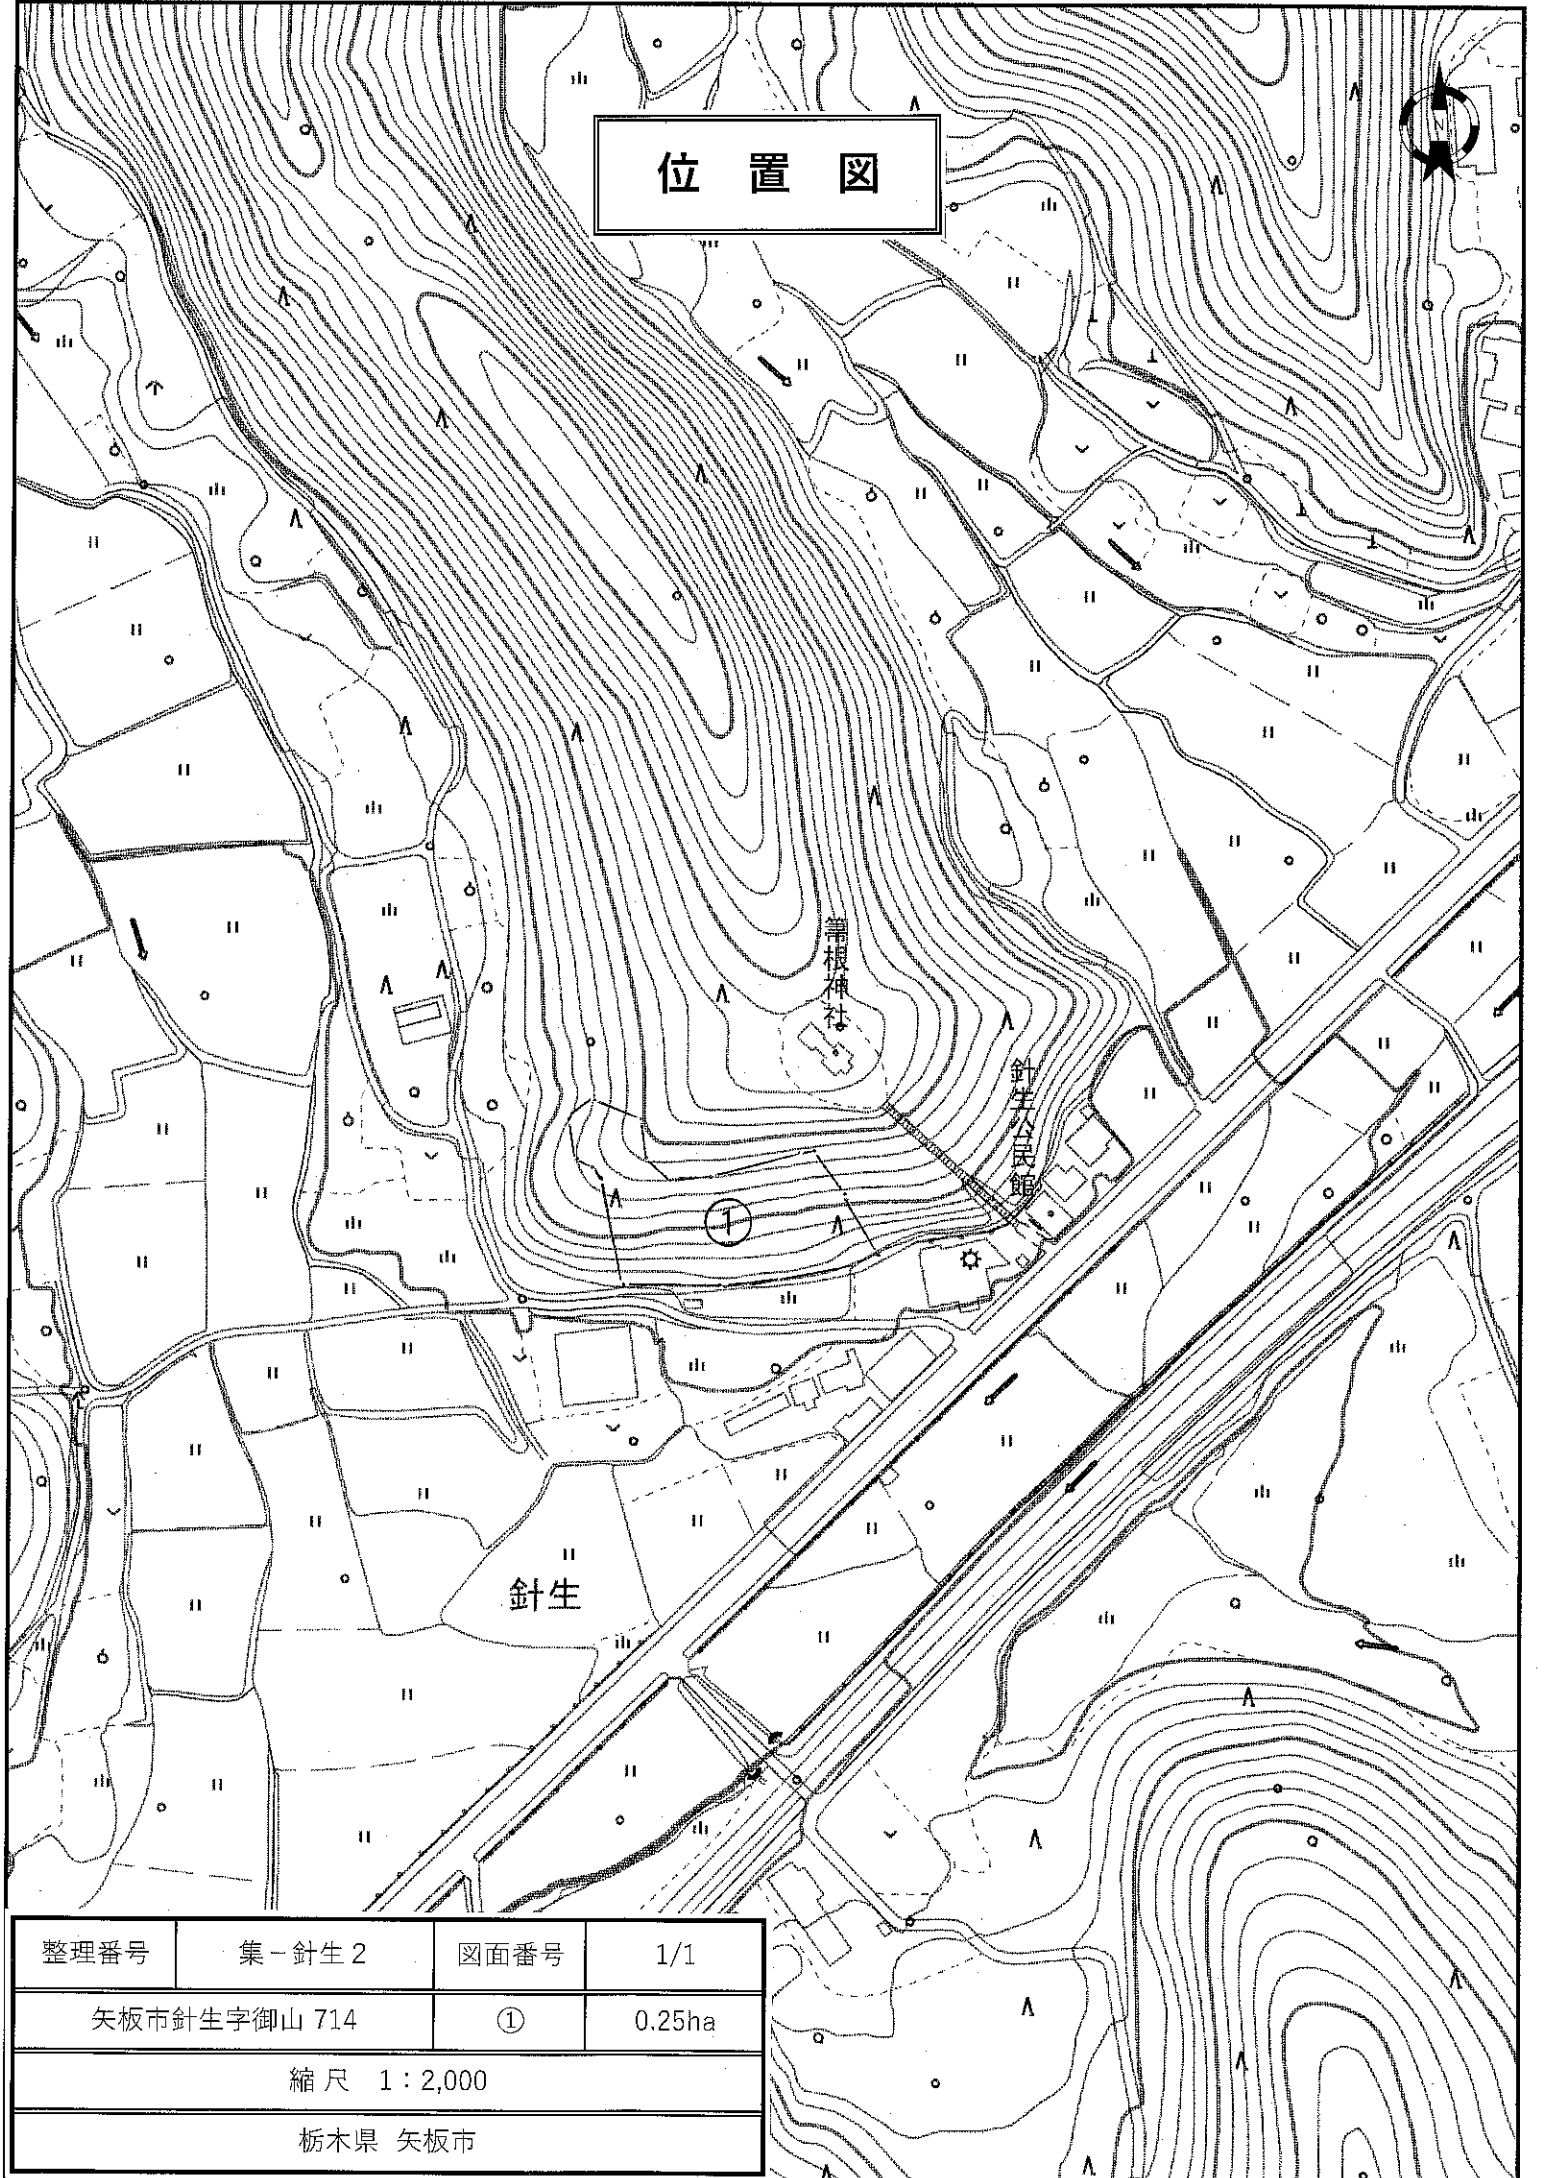 位置図
N
箒根神社
針生公民館
①
針生
整理番号 集－針生2 図面番号 1/1
矢板市針生字御山 714 ① 0.25ha
縮尺 1：2,000
栃木県 矢板市